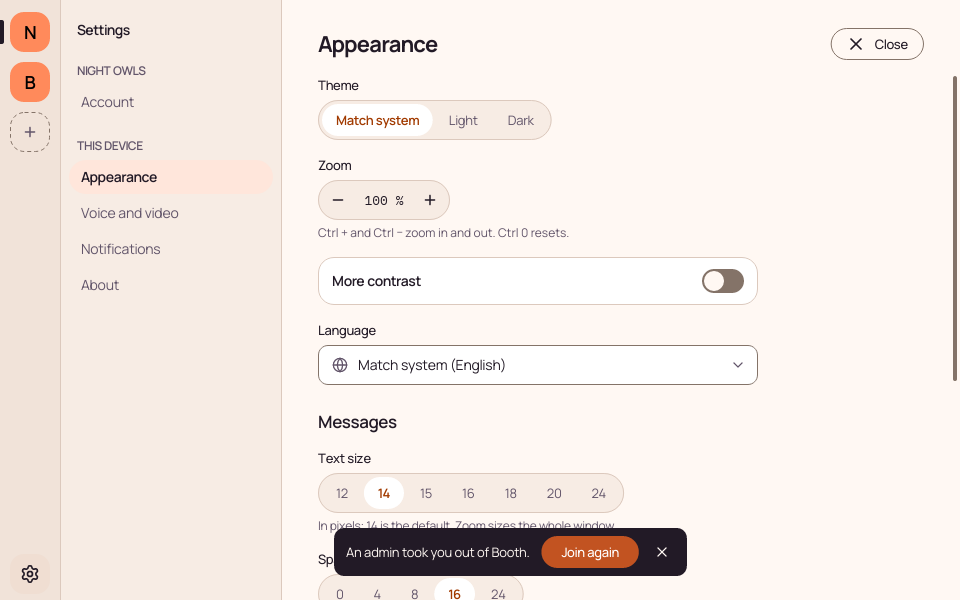 N
B
Settings
NIGHT OWLS
Account
THIS DEVICE
Appearance
Voice and video
Notifications
About
Appearance
Close
Theme
Match system
Light
Dark
Zoom
100 %
Ctrl + and Ctrl − zoom in and out. Ctrl 0 resets.
More contrast
Language
Match system (English)
Messages
Text size
12 14 15 16 18 20 24
In pixels: 14 is the default. Zoom sizes the whole window.
An admin took you out of Booth.
Join again
0 4 8 16 24